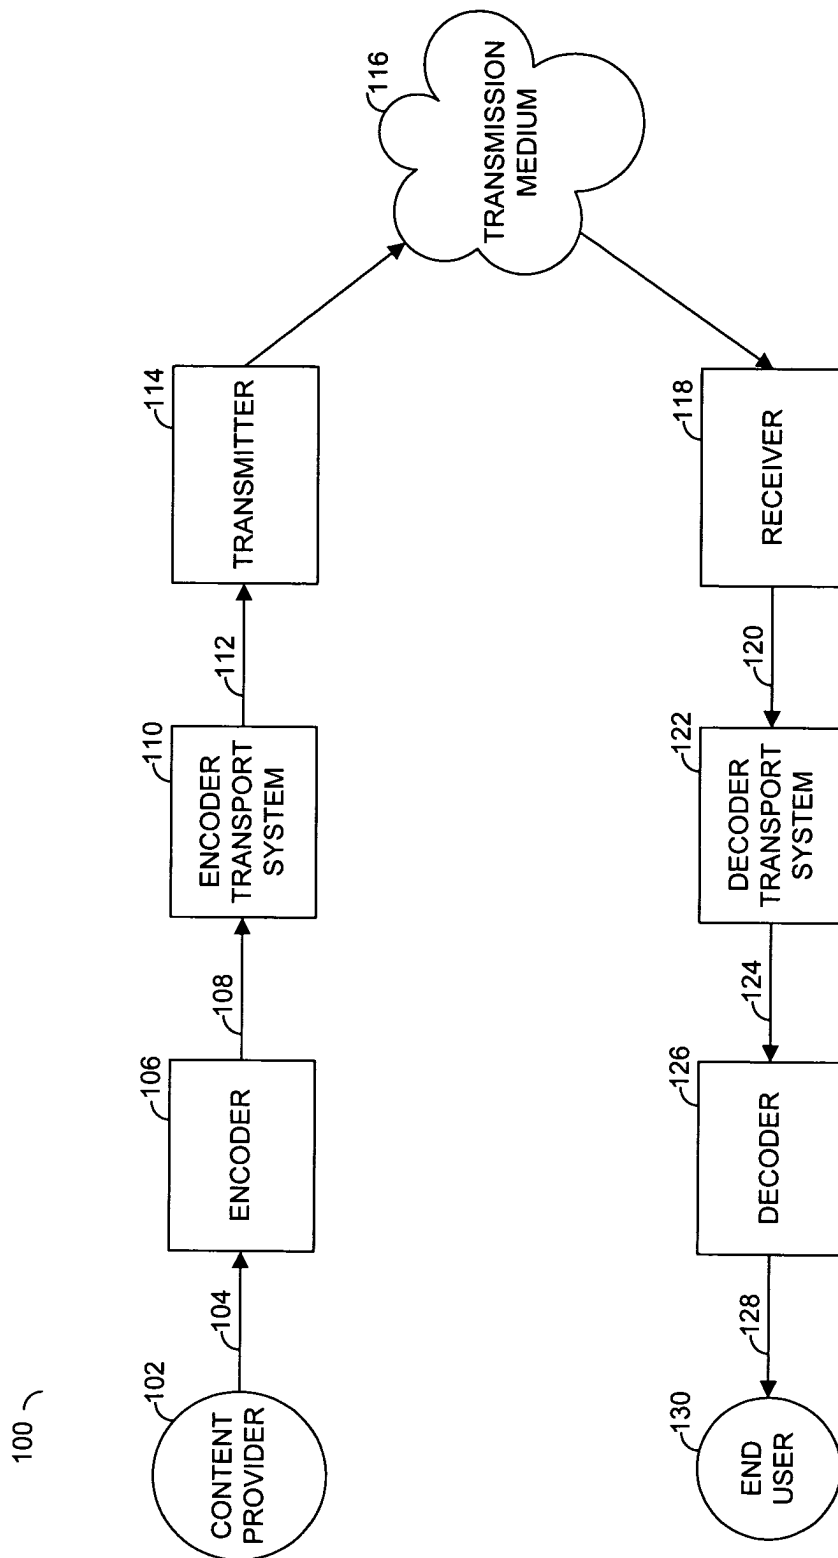 100
102
CONTENT
PROVIDER
104
106
ENCODER
108
110
ENCODER
TRANSPORT
SYSTEM
112
114
TRANSMITTER
116
TRANSMISSION
MEDIUM
118
RECEIVER
120
122
DECODER
TRANSPORT
SYSTEM
124
126
DECODER
128
130
END
USER